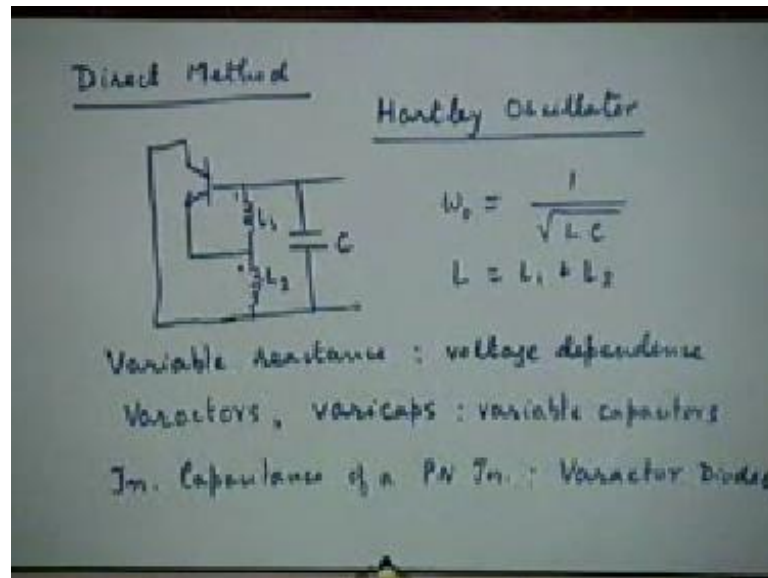 Direct Method
Hartley Oscillator
L₁
C
L₂
ω₀ = 1 / √LC
L = L₁ + L₂
Variable reactance : voltage dependence
Varactors, varicaps : variable capacitors
Jn. Capacitance of a PN Jn. : Varactor Diodes